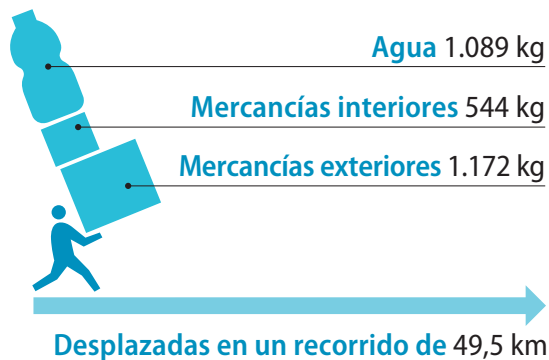 Agua 1.089 kg
Mercancías interiores 544 kg
Mercancías exteriores 1.172 kg
Desplazadas en un recorrido de 49,5 km